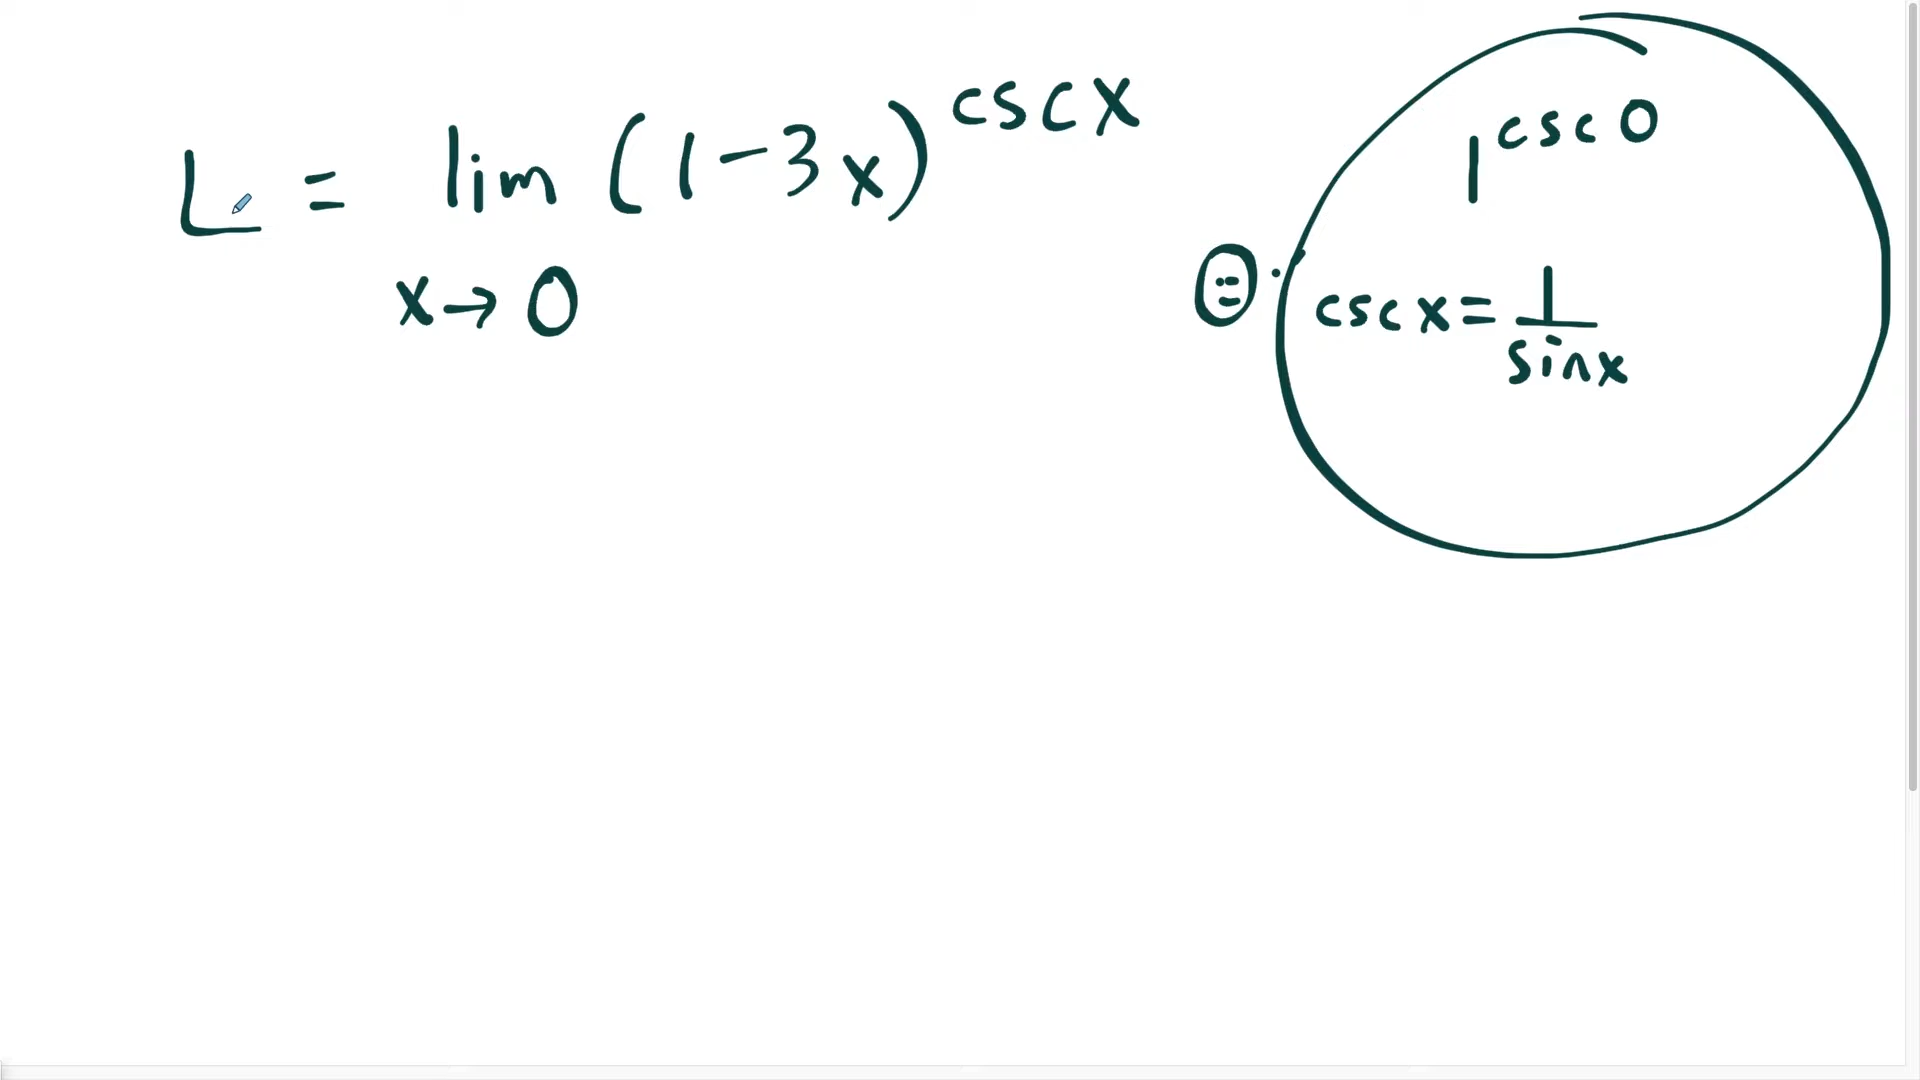 L = lim (1-3x)^cscx
x→0
1^csc0
cscx = 1/sinx